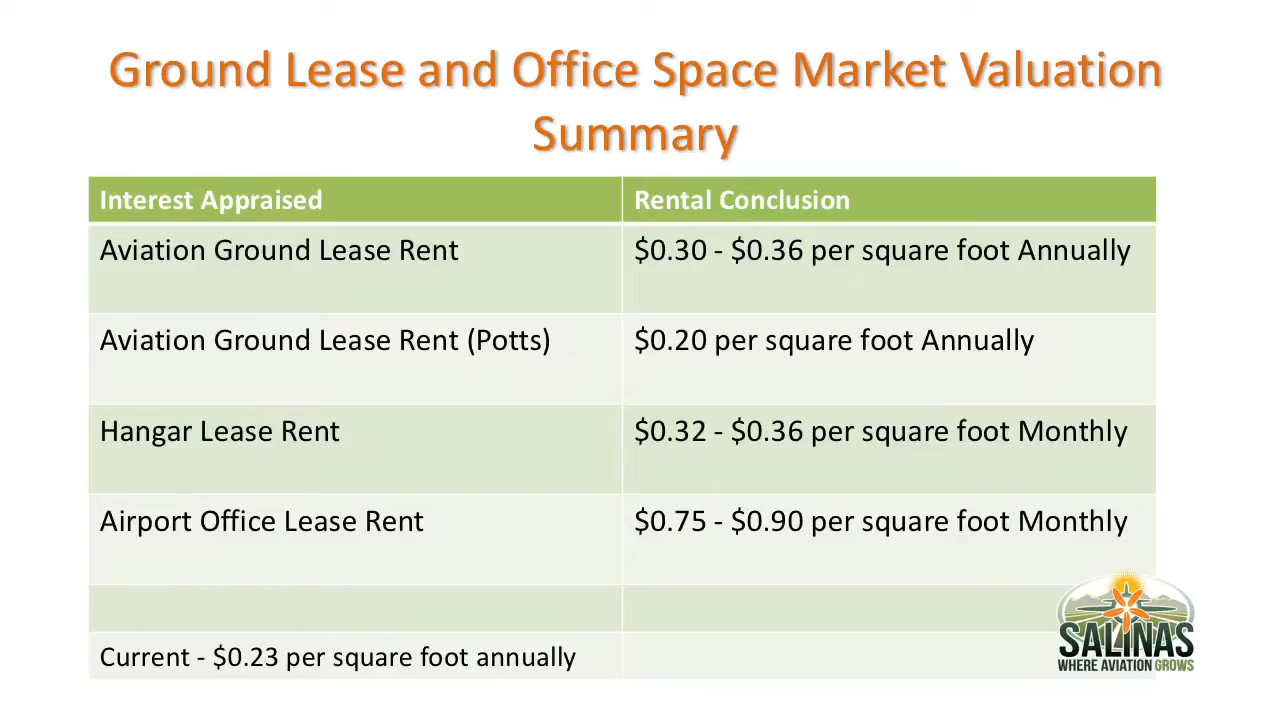 Ground Lease and Office Space Market Valuation
Summary
Interest Appraised
Rental Conclusion
Aviation Ground Lease Rent
$0.30 - $0.36 per square foot Annually
Aviation Ground Lease Rent (Potts)
$0.20 per square foot Annually
Hangar Lease Rent
$0.32 - $0.36 per square foot Monthly
Airport Office Lease Rent
$0.75 - $0.90 per square foot Monthly
Current - $0.23 per square foot annually
SALINAS
WHERE AVIATION GROWS